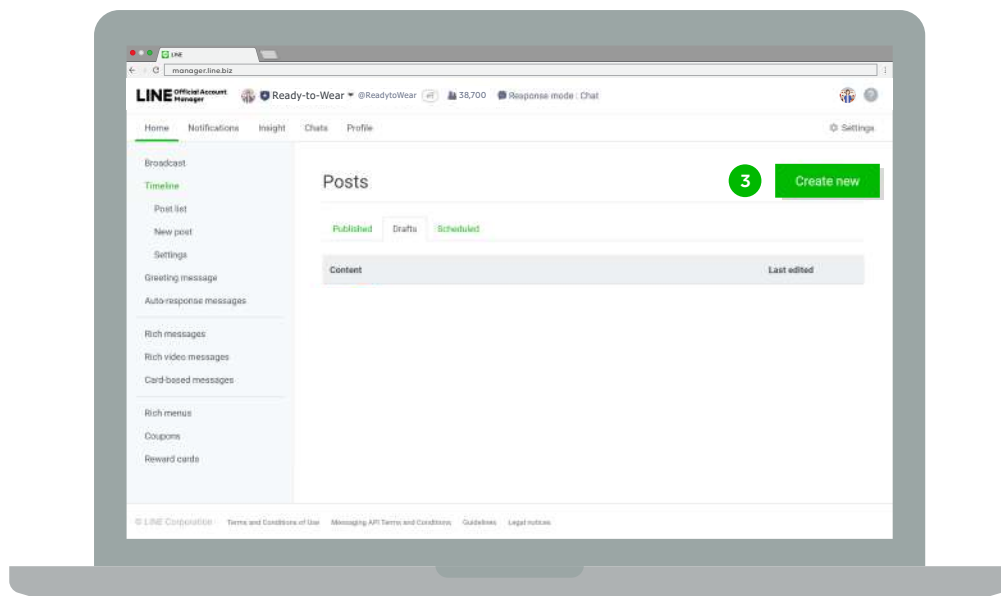 LINE
manager.line.biz
LINE Official Account Manager Ready-to-Wear @ReadytoWear 38,700 Response mode : Chat
Home Notifications Insight Chats Profile Settings
Broadcast
Timeline
Post list
New post
Settings
Greeting message
Auto-response messages
Rich messages
Rich video messages
Card-based messages
Rich menus
Coupons
Reward cards
Posts
3 Create new
Published Drafts Scheduled
Content Last edited
© LINE Corporation Terms and Conditions of Use Messaging API Terms and Conditions Guidelines Legal notices